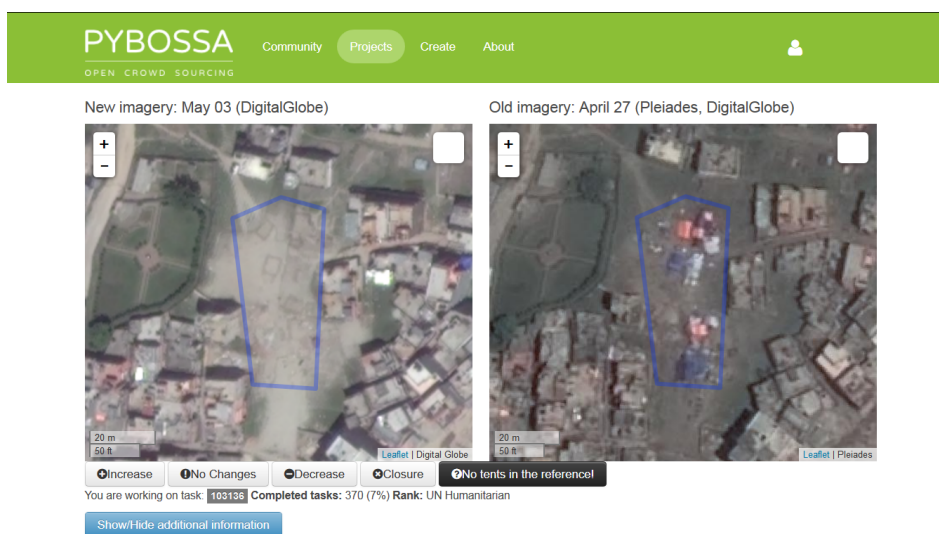 PYBOSSA
OPEN CROWD SOURCING
Community Projects Create About
New imagery: May 03 (DigitalGlobe)
Old imagery: April 27 (Pleiades, DigitalGlobe)
+
−
20 m
50 ft
Leaflet | Digital Globe
+
−
20 m
50 ft
Leaflet | Pleiades
Increase No Changes Decrease Closure No tents in the reference!
You are working on task: 103136 Completed tasks: 370 (7%) Rank: UN Humanitarian
Show/Hide additional information